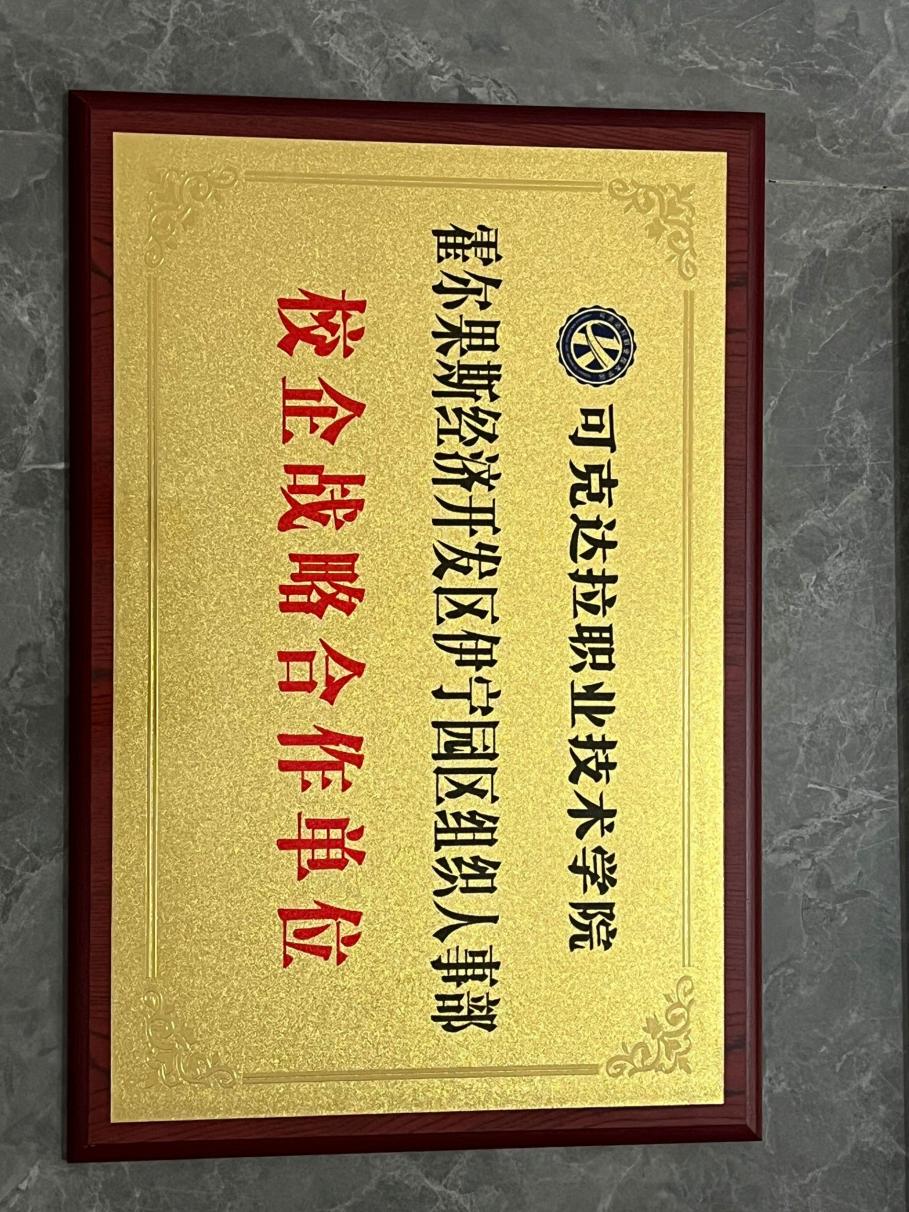 可克达拉职业技术学院
霍尔果斯经济开发区伊宁园区组织人事部
校企战略合作单位